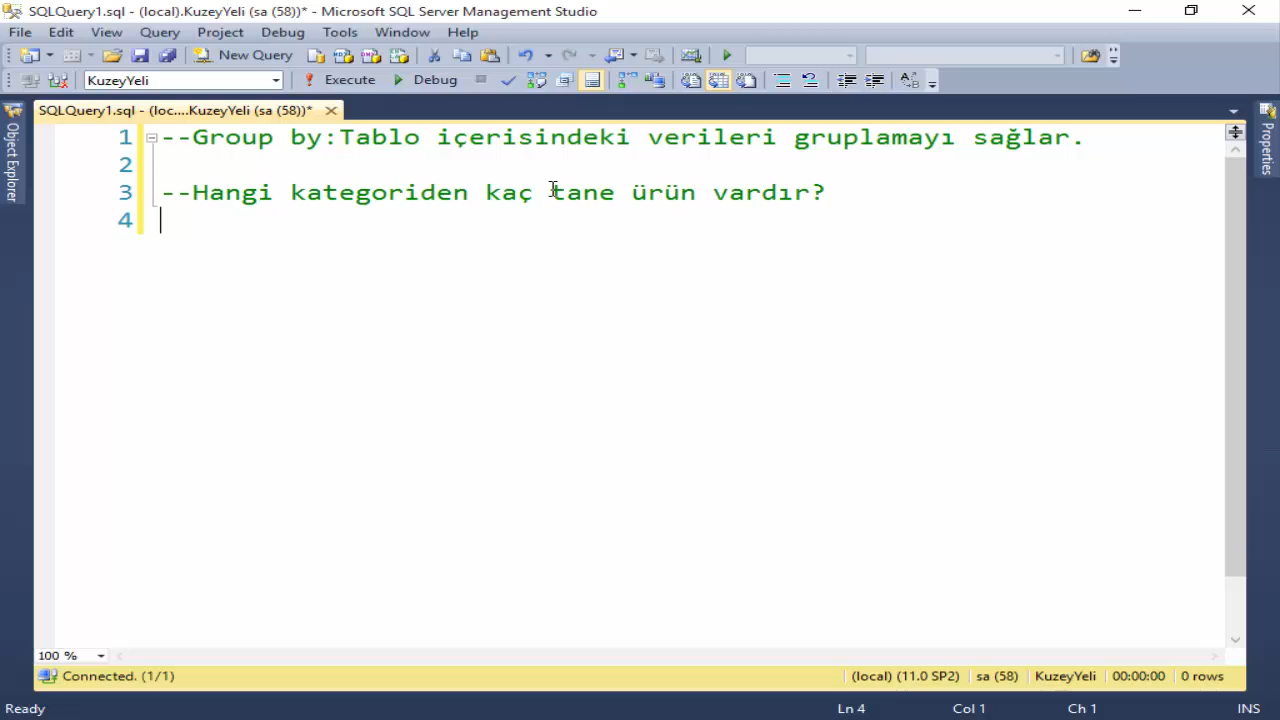 SQLQuery1.sql - (local).KuzeyYeli (sa (58))* - Microsoft SQL Server Management Studio
File Edit View Query Project Debug Tools Window Help
New Query
KuzeyYeli Execute Debug
SQLQuery1.sql - (loc....KuzeyYeli (sa (58))*
Object Explorer
Properties
1 --Group by:Tablo içerisindeki verileri gruplamayı sağlar.
2
3 --Hangi kategoriden kaç tane ürün vardır?
4
100 %
Connected. (1/1) (local) (11.0 SP2) sa (58) KuzeyYeli 00:00:00 0 rows
Ready Ln 4 Col 1 Ch 1 INS